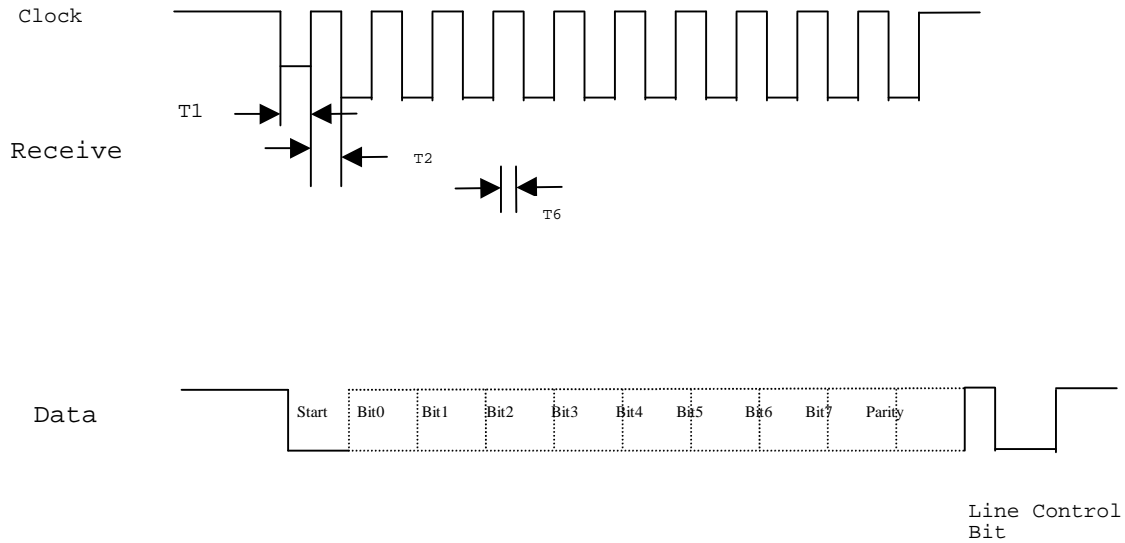 Clock
T1
Receive
T2
T6
Data
Start Bit0 Bit1 Bit2 Bit3 Bit4 Bit5 Bit6 Bit7 Parity
Line Control
Bit